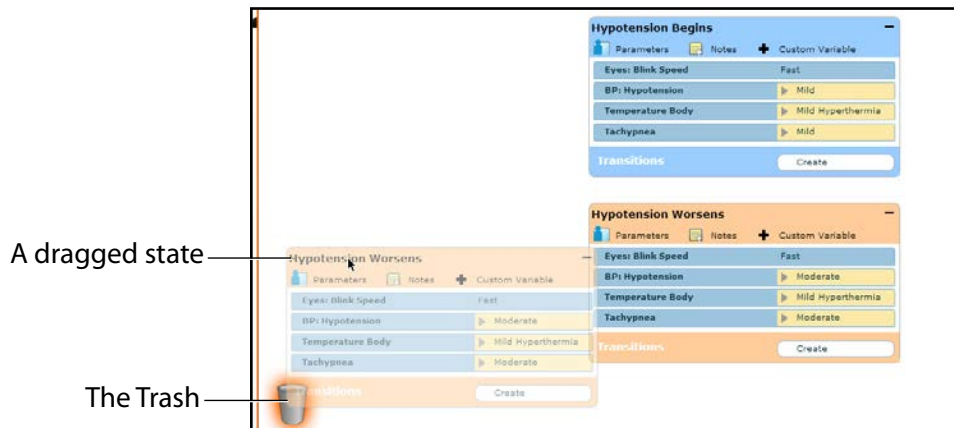 Hypotension Begins
Parameters Notes Custom Variable
Eyes: Blink Speed Fast
BP: Hypotension Mild
Temperature Body Mild Hyperthermia
Tachypnea Mild
Transitions Create
Hypotension Worsens
Parameters Notes Custom Variable
Eyes: Blink Speed Fast
BP: Hypotension Moderate
Temperature Body Mild Hyperthermia
Tachypnea Moderate
Transitions Create
A dragged state
Hypotension Worsens
Parameters Notes Custom Variable
Eyes: Blink Speed Fast
BP: Hypotension Moderate
Temperature Body Mild Hyperthermia
Tachypnea Moderate
Transitions Create
The Trash